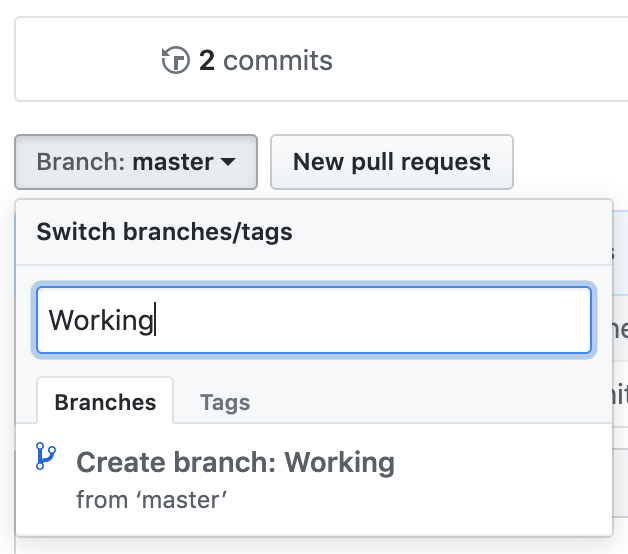 2 commits
Branch: master
New pull request
Switch branches/tags
Working
Branches
Tags
Create branch: Working
from ‘master’